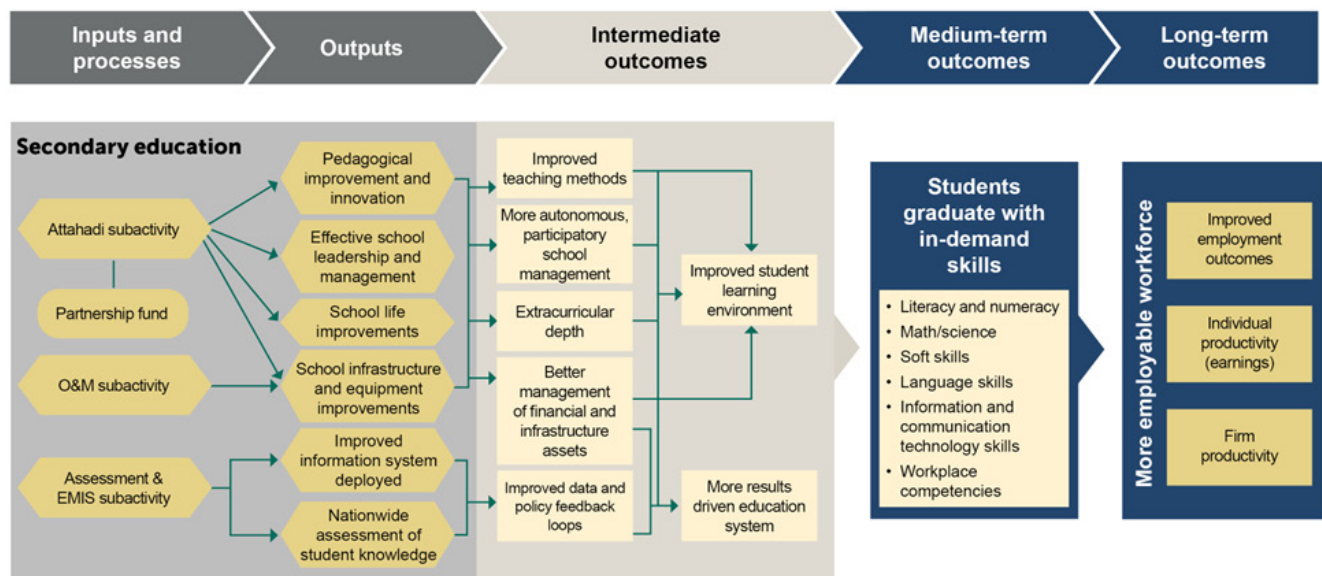 Inputs and
processes
Outputs
Intermediate
outcomes
Medium-term
outcomes
Long-term
outcomes
Secondary education
Attahadi subactivity
Partnership fund
O&M subactivity
Assessment &
EMIS subactivity
Pedagogical
improvement and
innovation
Effective school
leadership and
management
School life
improvements
School infrastructure
and equipment
improvements
Improved
information system
deployed
Nationwide
assessment of
student knowledge
Improved
teaching methods
More autonomous,
participatory
school
management
Extracurricular
depth
Better
management
of financial and
infrastructure
assets
Improved data and
policy feedback
loops
Improved student
learning
environment
More results
driven education
system
Students
graduate with
in-demand
skills
• Literacy and numeracy
• Math/science
• Soft skills
• Language skills
• Information and
communication
technology skills
• Workplace
competencies
More employable workforce
Improved
employment
outcomes
Individual
productivity
(earnings)
Firm
productivity